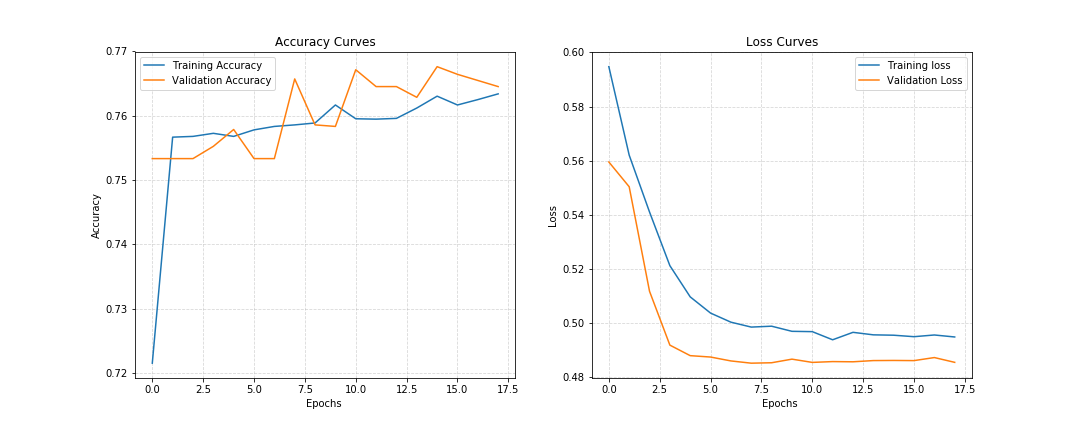 Accuracy Curves
0.77
0.76
0.75
0.74
0.73
0.72
Accuracy
Training Accuracy
Validation Accuracy
0.0 2.5 5.0 7.5 10.0 12.5 15.0 17.5
Epochs
Loss Curves
0.60
0.58
0.56
0.54
0.52
0.50
0.48
Loss
Training loss
Validation Loss
0.0 2.5 5.0 7.5 10.0 12.5 15.0 17.5
Epochs